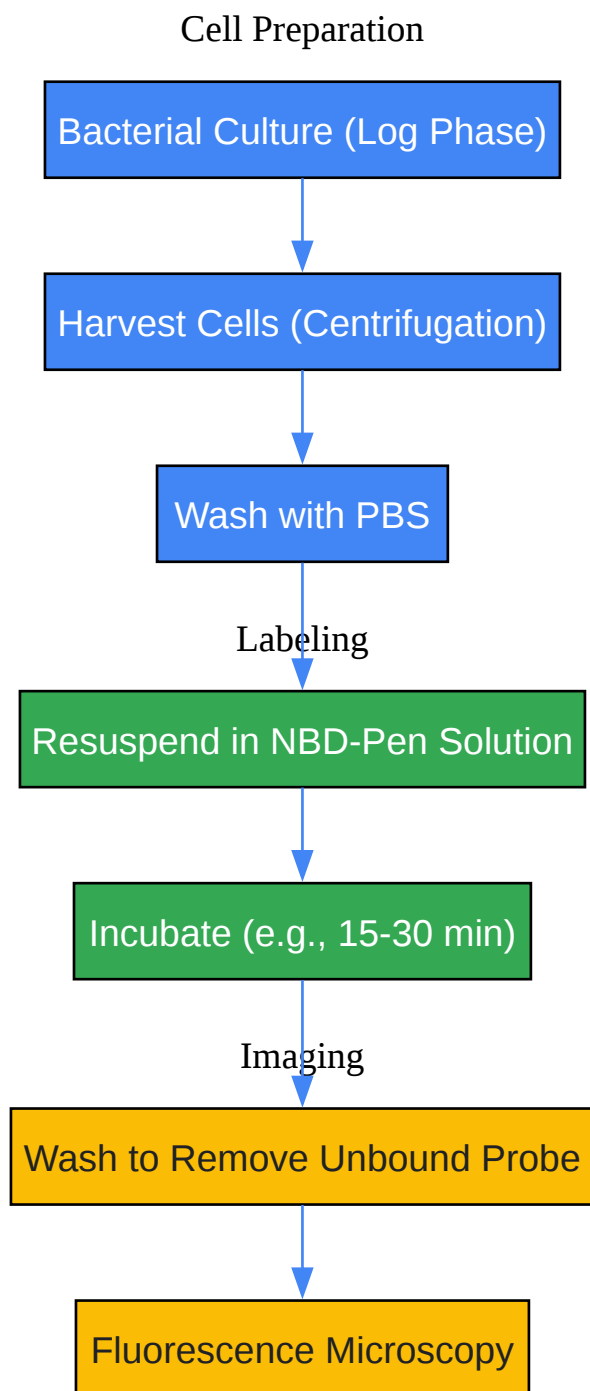 Cell Preparation
Bacterial Culture (Log Phase)
Harvest Cells (Centrifugation)
Wash with PBS
Labeling
Resuspend in NBD-Pen Solution
Incubate (e.g., 15-30 min)
Imaging
Wash to Remove Unbound Probe
Fluorescence Microscopy